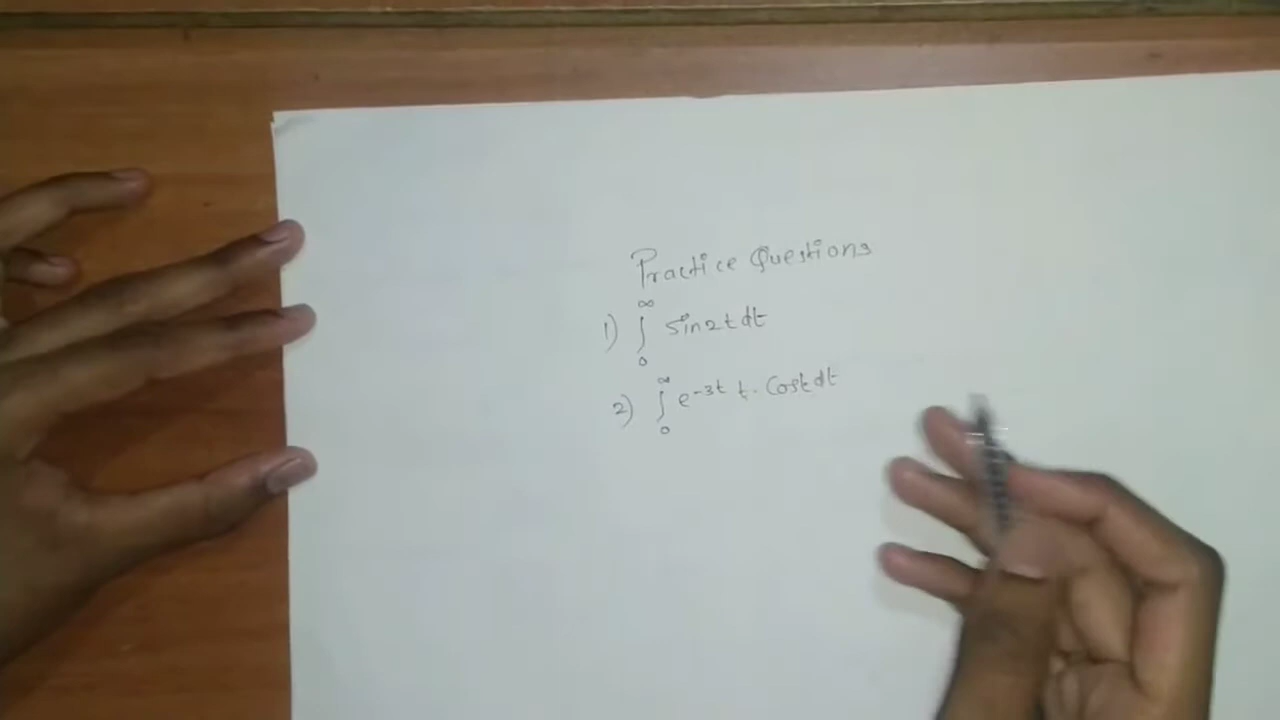 Practice Questions
1) ∫₀^∞ sin2t dt
2) ∫₀^∞ e^-3t t. Cost dt